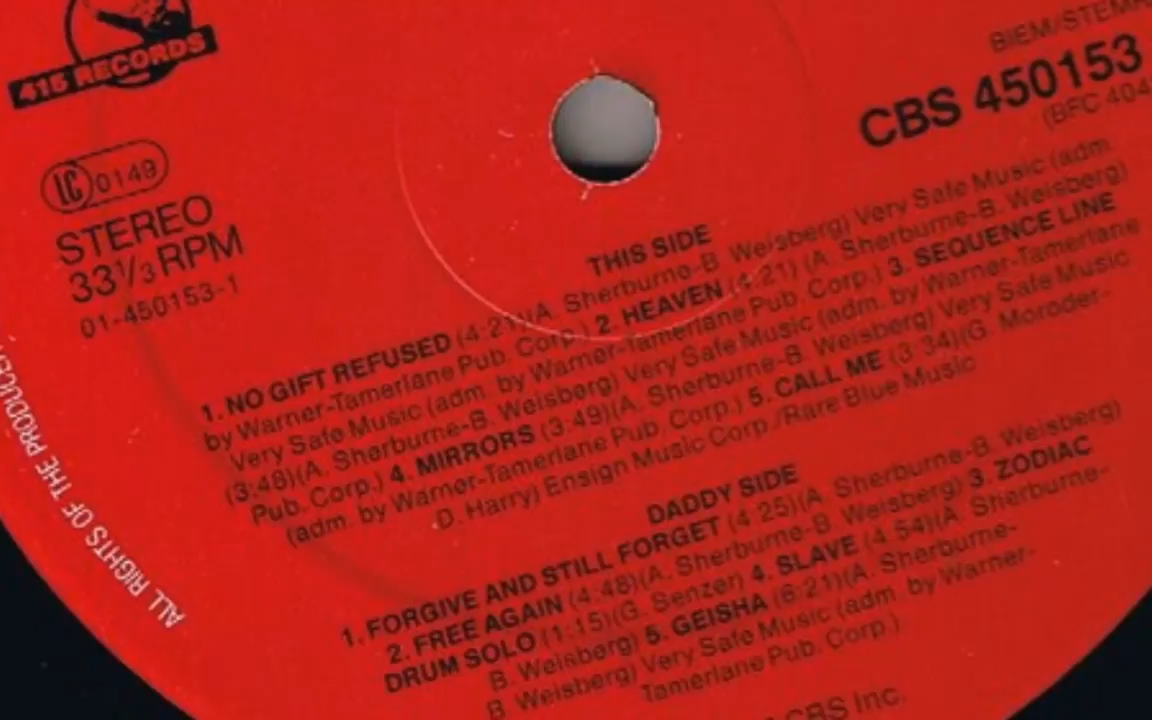 415 RECORDS
BIEM/STEMRA
CBS 450153
(BFC 404
LC 0149
STEREO
33⅓ RPM
01-450153-1
THIS SIDE
1. NO GIFT REFUSED (4:21)(A. Sherburne-B. Weisberg) Very Safe Music (adm.
by Warner-Tamerlane Pub. Corp.) 2. HEAVEN (4:21) (A. Sherburne-B. Weisberg)
Very Safe Music (adm. by Warner-Tamerlane Pub. Corp.) 3. SEQUENCE LINE
(3:48)(A. Sherburne-B. Weisberg) Very Safe Music (adm. by Warner-Tamerlane
Pub. Corp.) 4. MIRRORS (3:49)(A. Sherburne-B. Weisberg) Very Safe Music
(adm. by Warner-Tamerlane Pub. Corp.) 5. CALL ME (3:34)(G. Moroder-
D. Harry) Ensign Music Corp./Rare Blue Music
DADDY SIDE
1. FORGIVE AND STILL FORGET (4:25)(A. Sherburne-B. Weisberg)
2. FREE AGAIN (4:48)(A. Sherburne-B. Weisberg) 3. ZODIAC
DRUM SOLO (1:15)(G. Senzen 4. SLAVE (4.54)(A. Sherburne-
B. Weisberg) 5. GEISHA (6:21)(A. Sherburne-
B Weisberg) Very Safe Music (adm. by Warner-
Tamerlane Pub. Corp.)
CBS Inc.
ALL RIGHTS OF THE PRODUCER